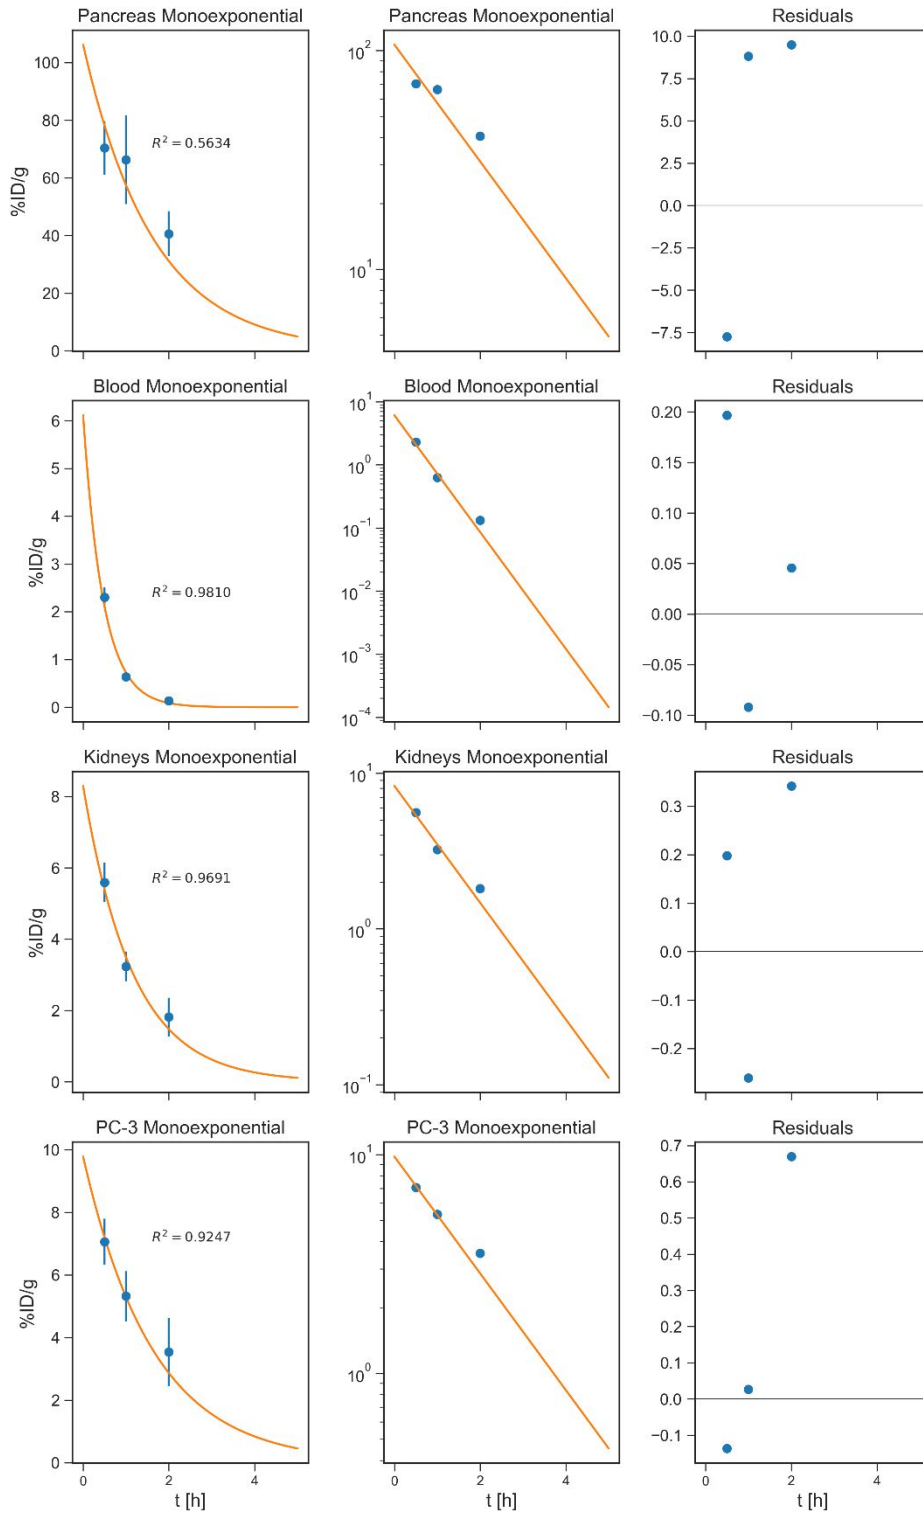 Pancreas Monoexponential
Pancreas Monoexponential
Residuals
%ID/g
100
80
60
40
20
0
R² = 0.5634
10²
10¹
10.0
7.5
5.0
2.5
0.0
−2.5
−5.0
−7.5
Blood Monoexponential
Blood Monoexponential
Residuals
%ID/g
6
5
4
3
2
1
0
R² = 0.9810
10¹
10⁰
10⁻¹
10⁻²
10⁻³
10⁻⁴
0.20
0.15
0.10
0.05
0.00
−0.05
−0.10
Kidneys Monoexponential
Kidneys Monoexponential
Residuals
%ID/g
8
6
4
2
0
R² = 0.9691
10¹
10⁰
10⁻¹
0.3
0.2
0.1
0.0
−0.1
−0.2
PC-3 Monoexponential
PC-3 Monoexponential
Residuals
%ID/g
10
8
6
4
2
0
R² = 0.9247
10¹
10⁰
0.7
0.6
0.5
0.4
0.3
0.2
0.1
0.0
−0.1
0 2 4
0 2 4
0 2 4
t [h]
t [h]
t [h]